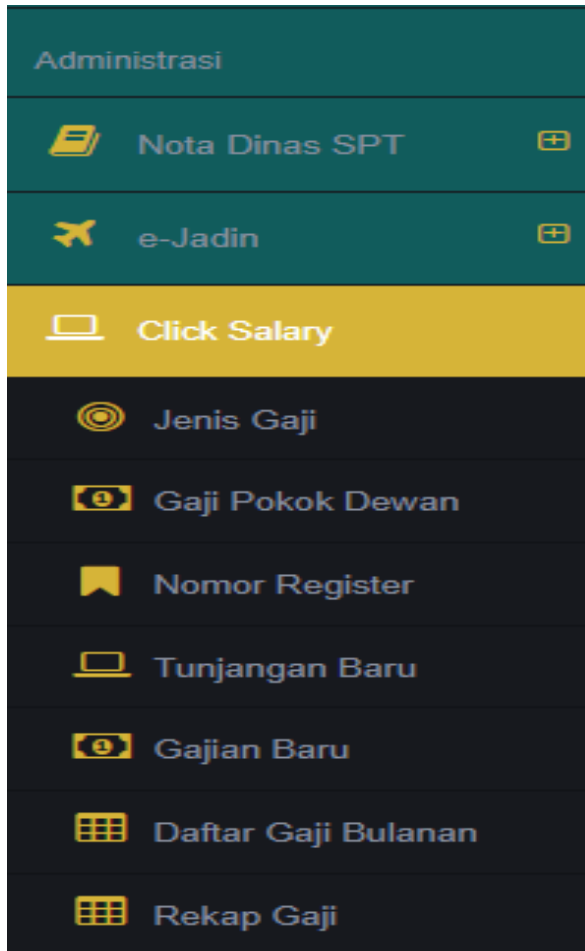 Administrasi
Nota Dinas SPT
e-Jadin
Click Salary
Jenis Gaji
Gaji Pokok Dewan
Nomor Register
Tunjangan Baru
Gajian Baru
Daftar Gaji Bulanan
Rekap Gaji